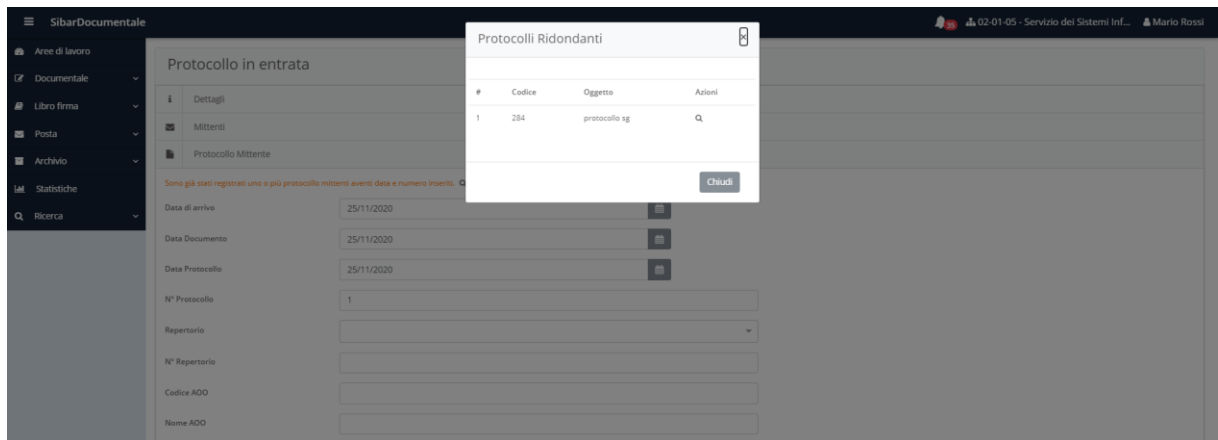 SibarDocumentale
35
02-01-05 - Servizio dei Sistemi Inf...
Mario Rossi
Aree di lavoro
Documentale
Libro firma
Posta
Archivio
Statistiche
Ricerca
Protocollo in entrata
Dettagli
Mittenti
Protocollo Mittente
Sono già stati registrati uno o più protocollo mittenti aventi data e numero inseriti.
Data di arrivo 25/11/2020
Data Documento 25/11/2020
Data Protocollo 25/11/2020
N° Protocollo 1
Repertorio
N° Repertorio
Codice AOO
Nome AOO
Protocolli Ridondanti
# Codice Oggetto Azioni
1 284 protocollo sg
Chiudi